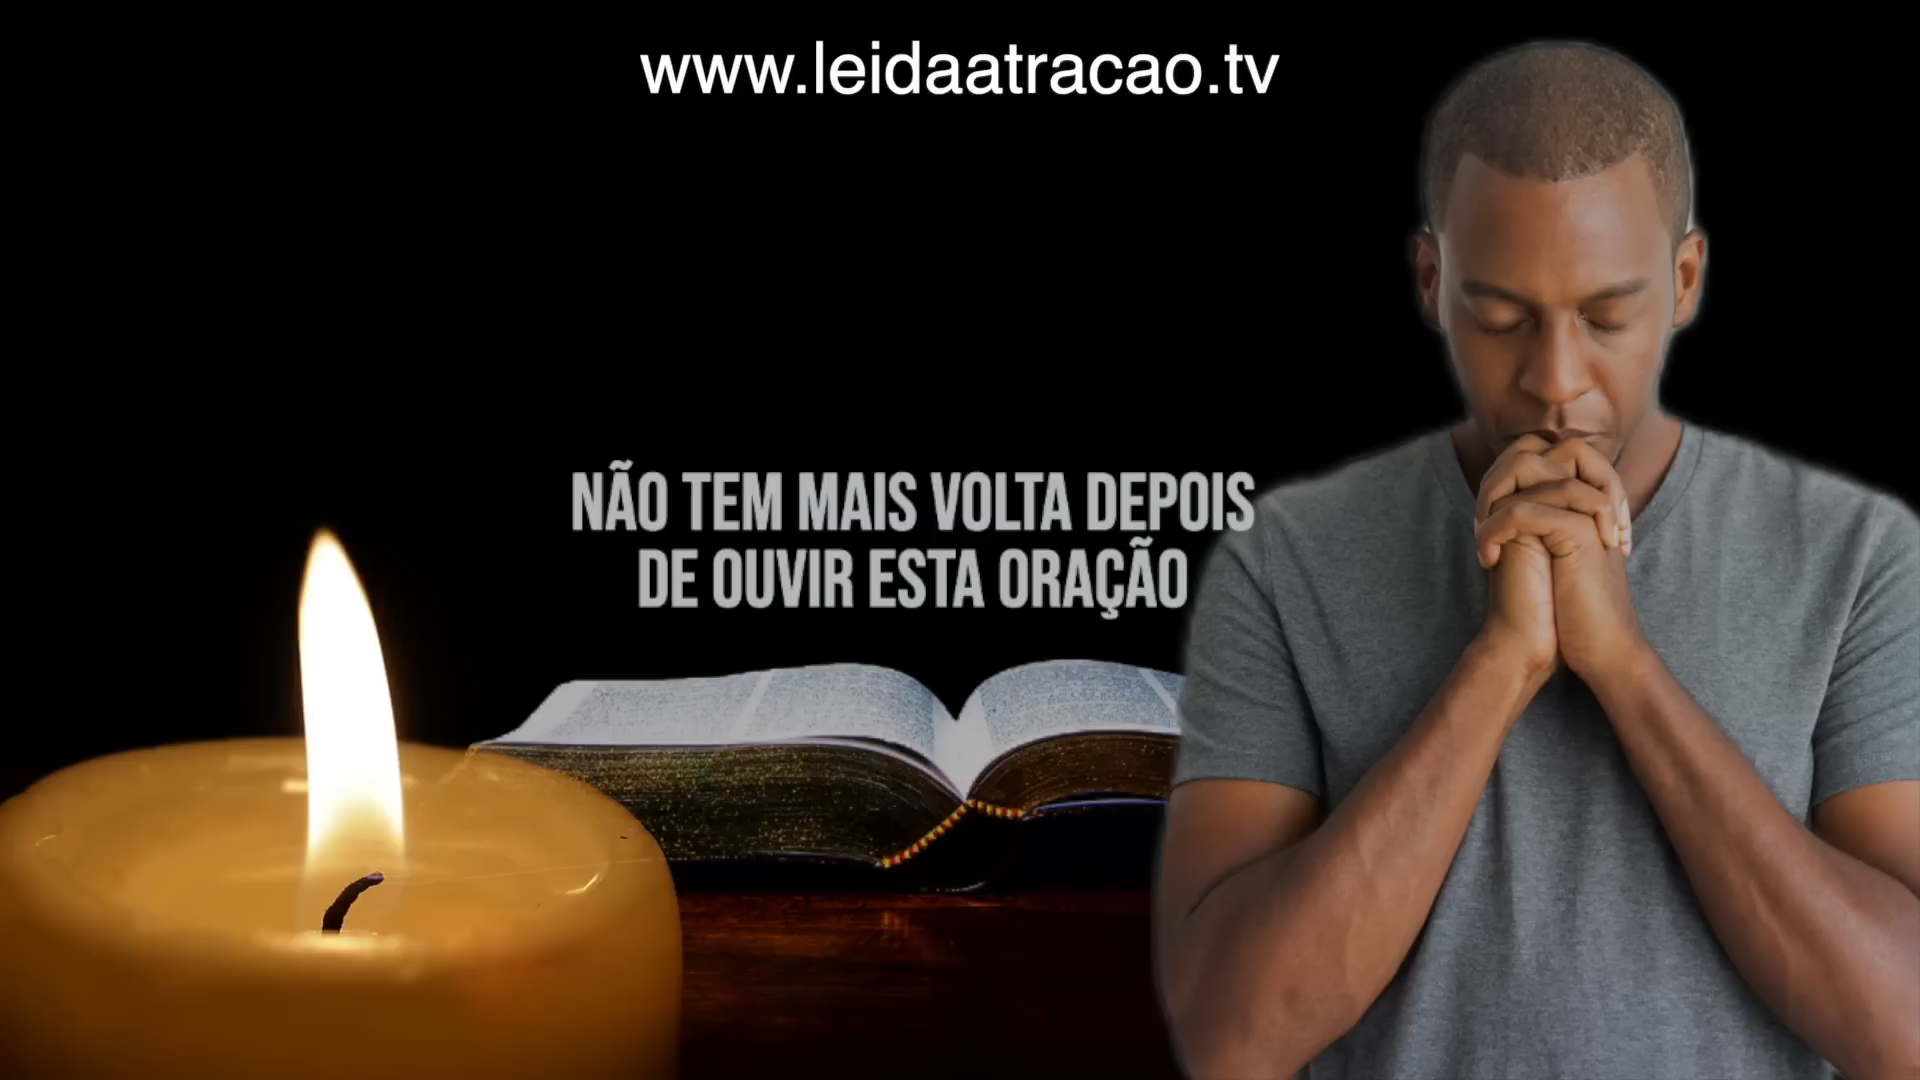 www.leidaatracao.tv
NÃO TEM MAIS VOLTA DEPOIS
DE OUVIR ESTA ORAÇÃO